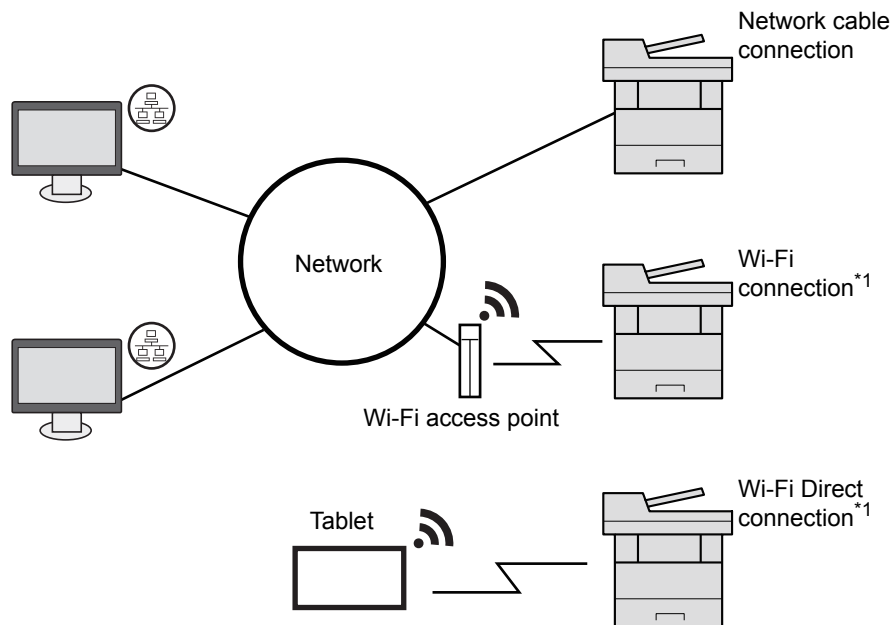 Network cable
connection
Network
Wi-Fi
connection*1
Wi-Fi access point
Wi-Fi Direct
connection*1
Tablet